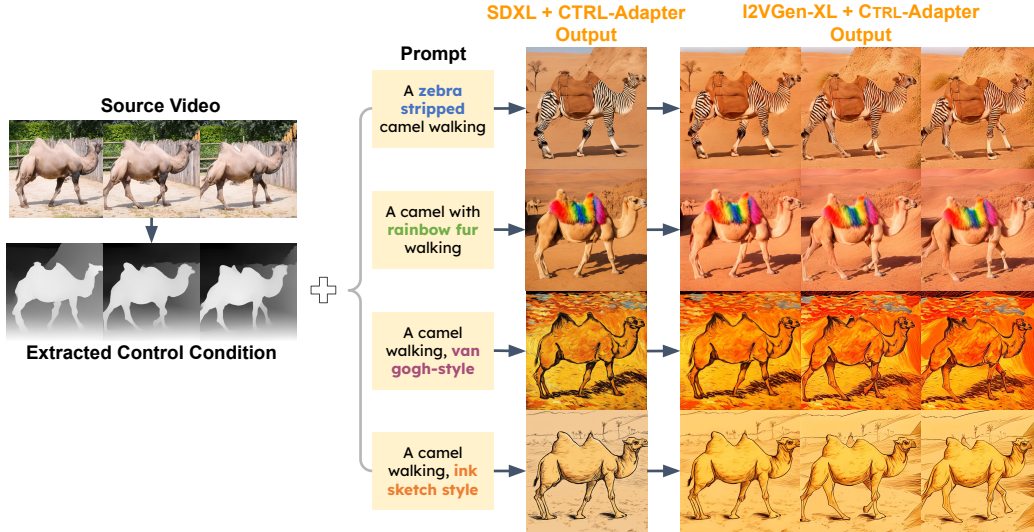 SDXL + CTRL-Adapter
Output
I2VGen-XL + CTRL-Adapter
Output
Prompt
Source Video
Extracted Control Condition
A zebra
stripped
camel walking
A camel with
rainbow fur
walking
A camel
walking, van
gogh-style
A camel
walking, ink
sketch style